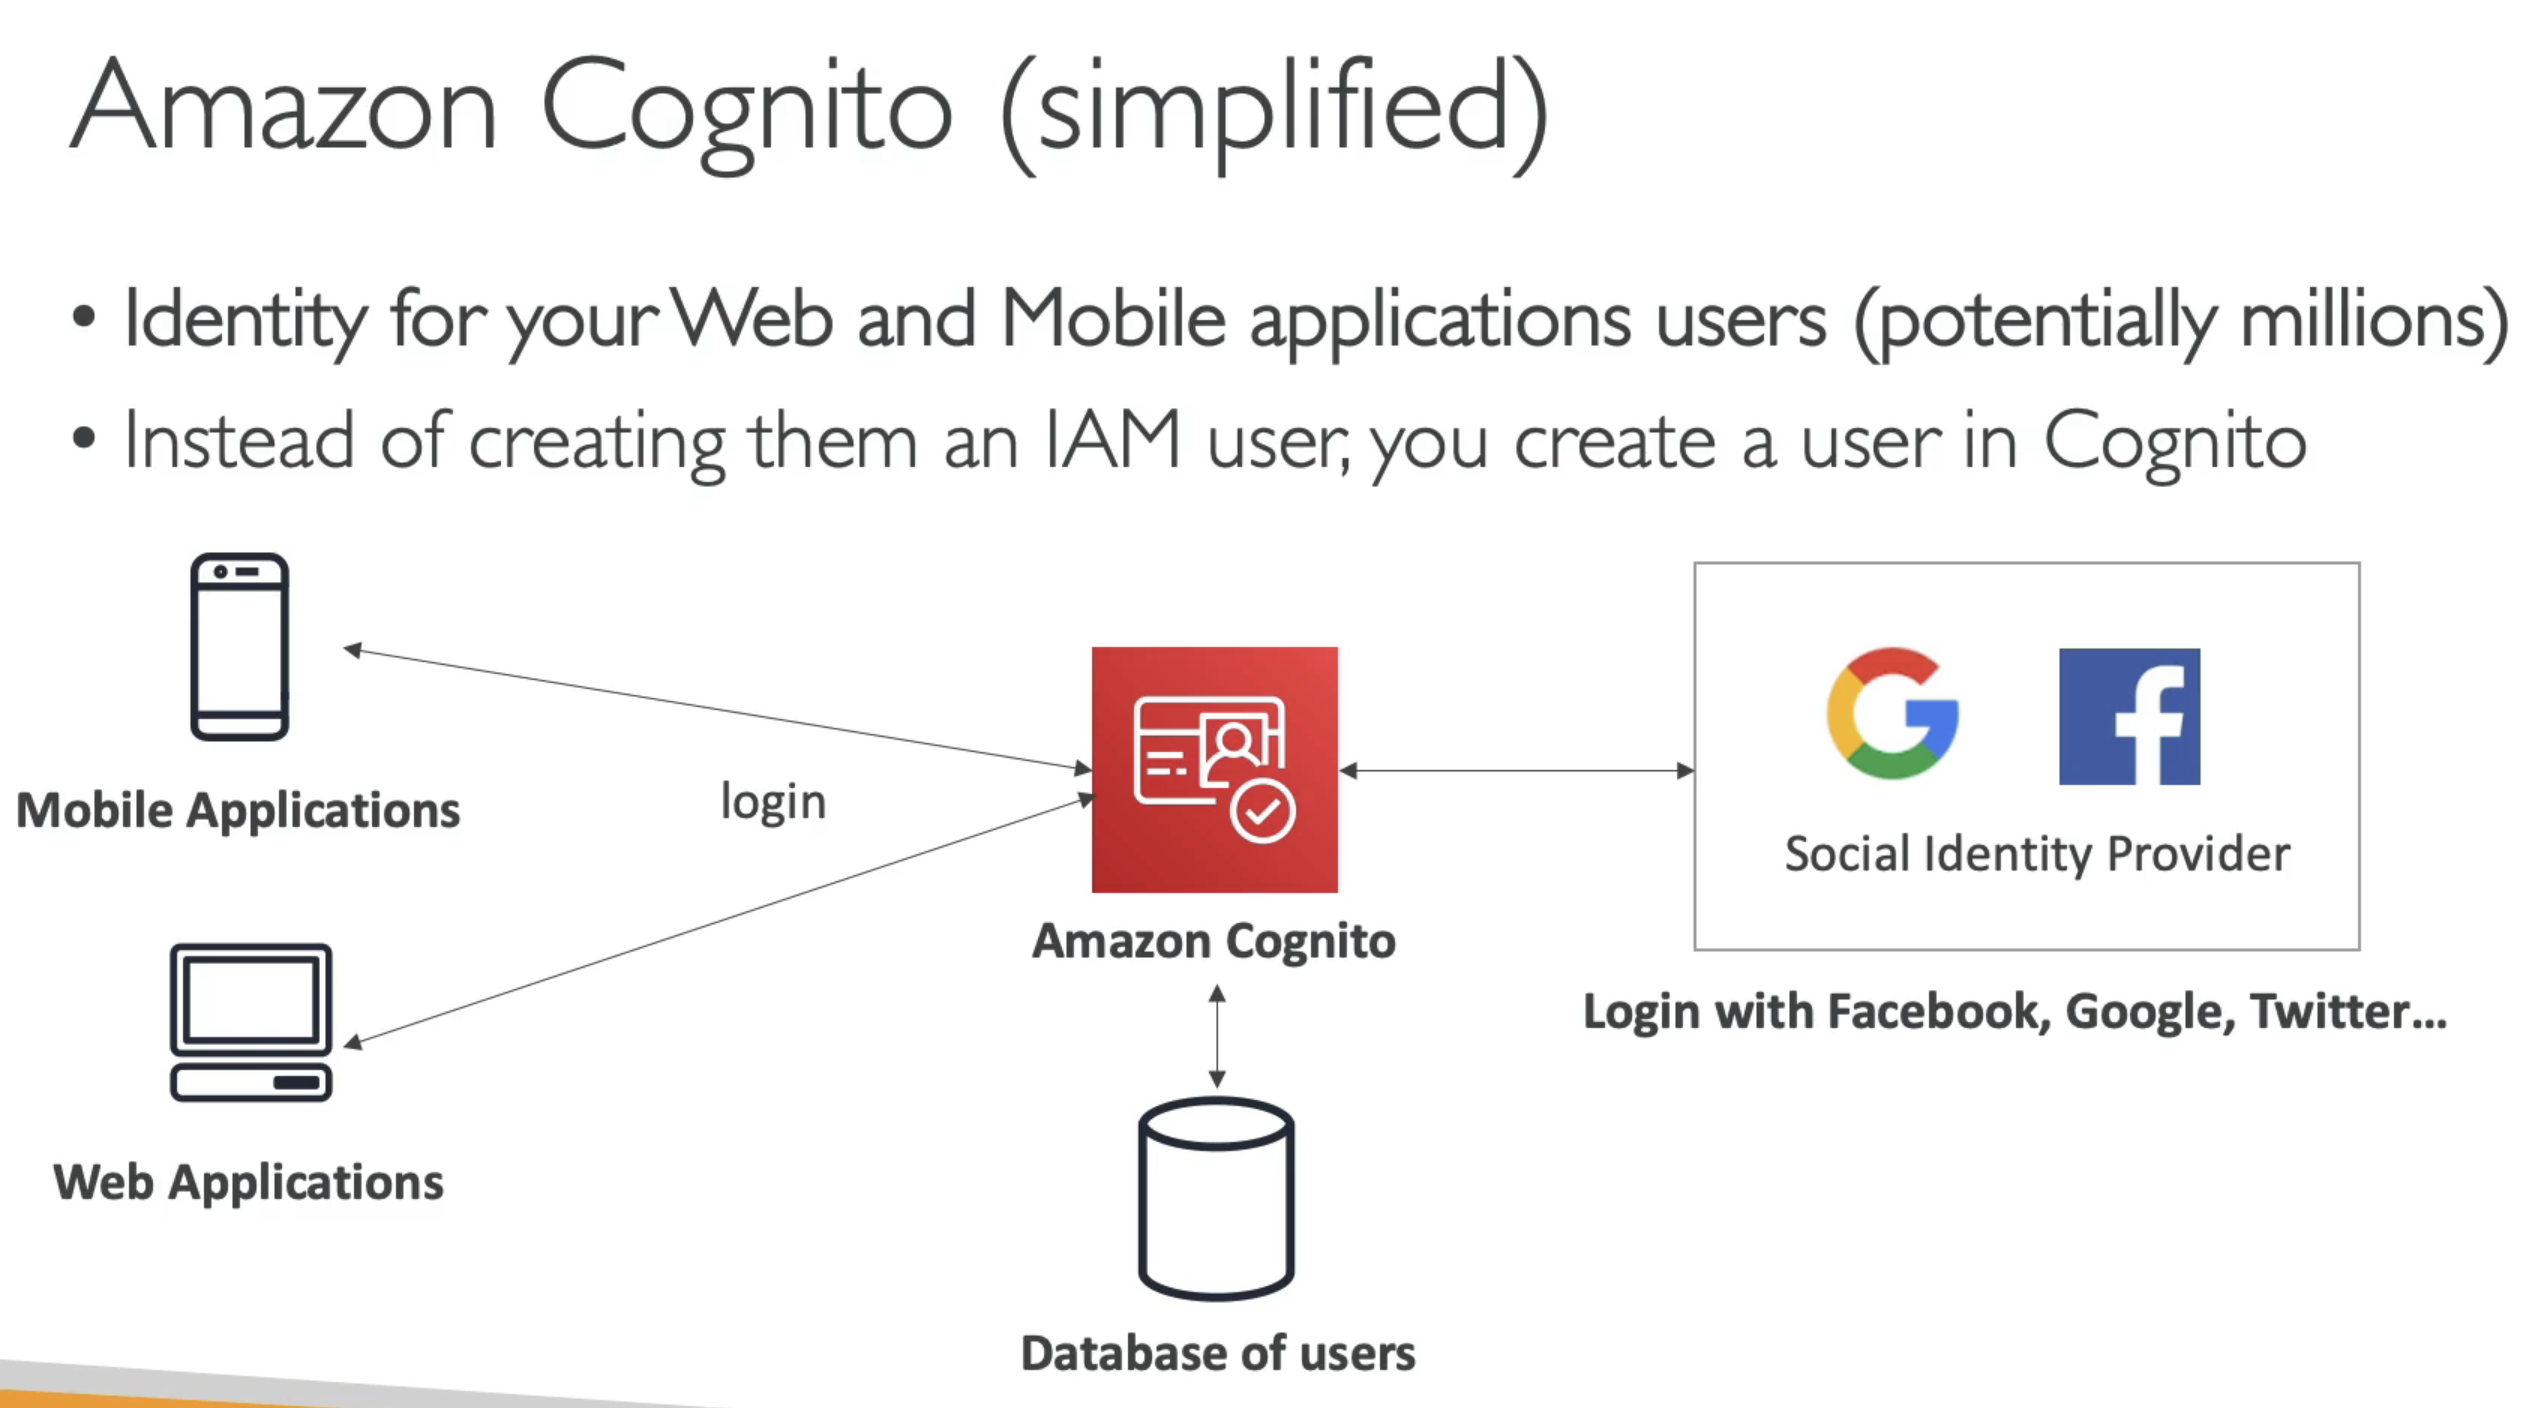 Amazon Cognito (simplified)
• Identity for your Web and Mobile applications users (potentially millions)
• Instead of creating them an IAM user, you create a user in Cognito
Mobile Applications
login
Web Applications
Amazon Cognito
Database of users
Social Identity Provider
Login with Facebook, Google, Twitter...